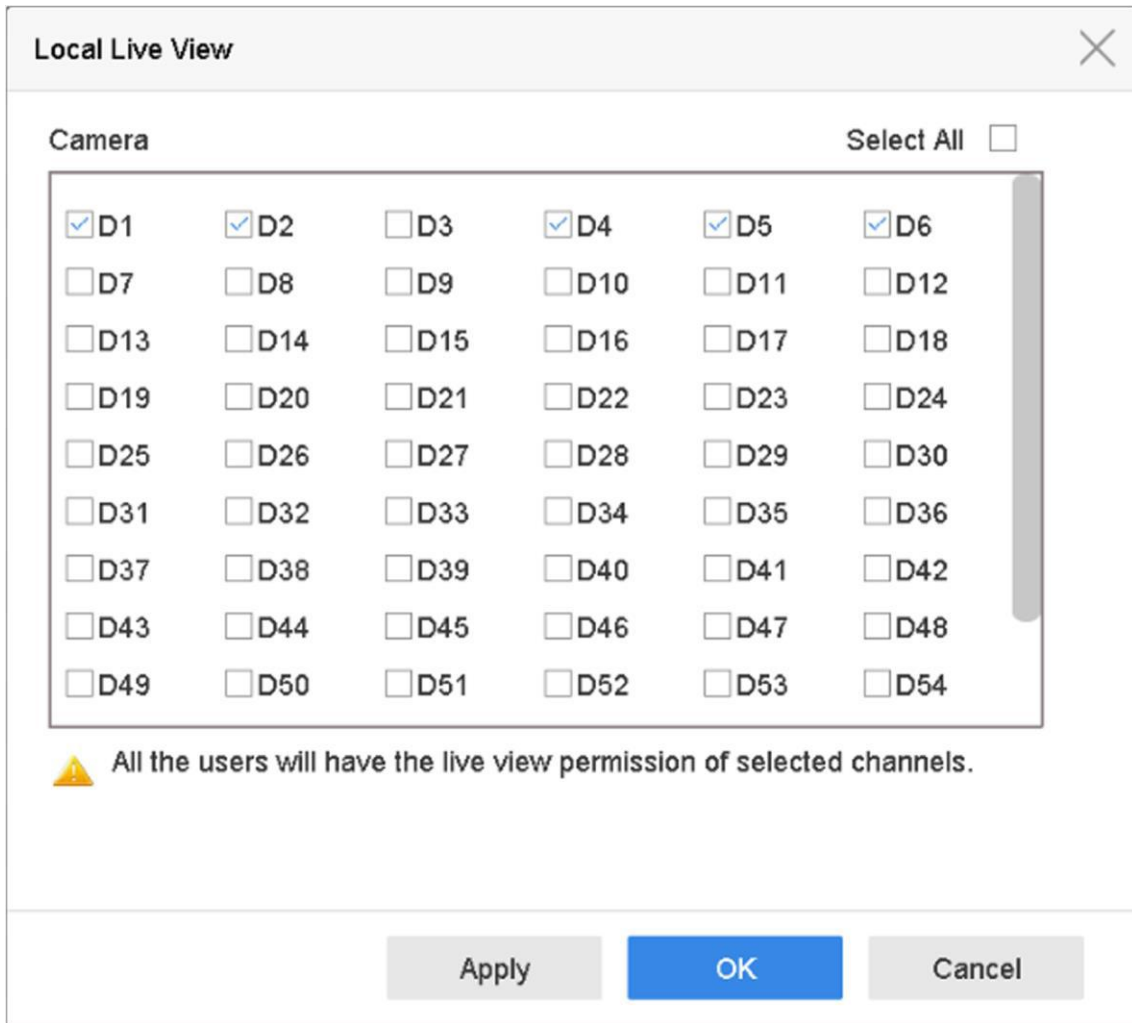 Local Live View
Camera Select All
D1 D2 D3 D4 D5 D6
D7 D8 D9 D10 D11 D12
D13 D14 D15 D16 D17 D18
D19 D20 D21 D22 D23 D24
D25 D26 D27 D28 D29 D30
D31 D32 D33 D34 D35 D36
D37 D38 D39 D40 D41 D42
D43 D44 D45 D46 D47 D48
D49 D50 D51 D52 D53 D54
All the users will have the live view permission of selected channels.
Apply OK Cancel